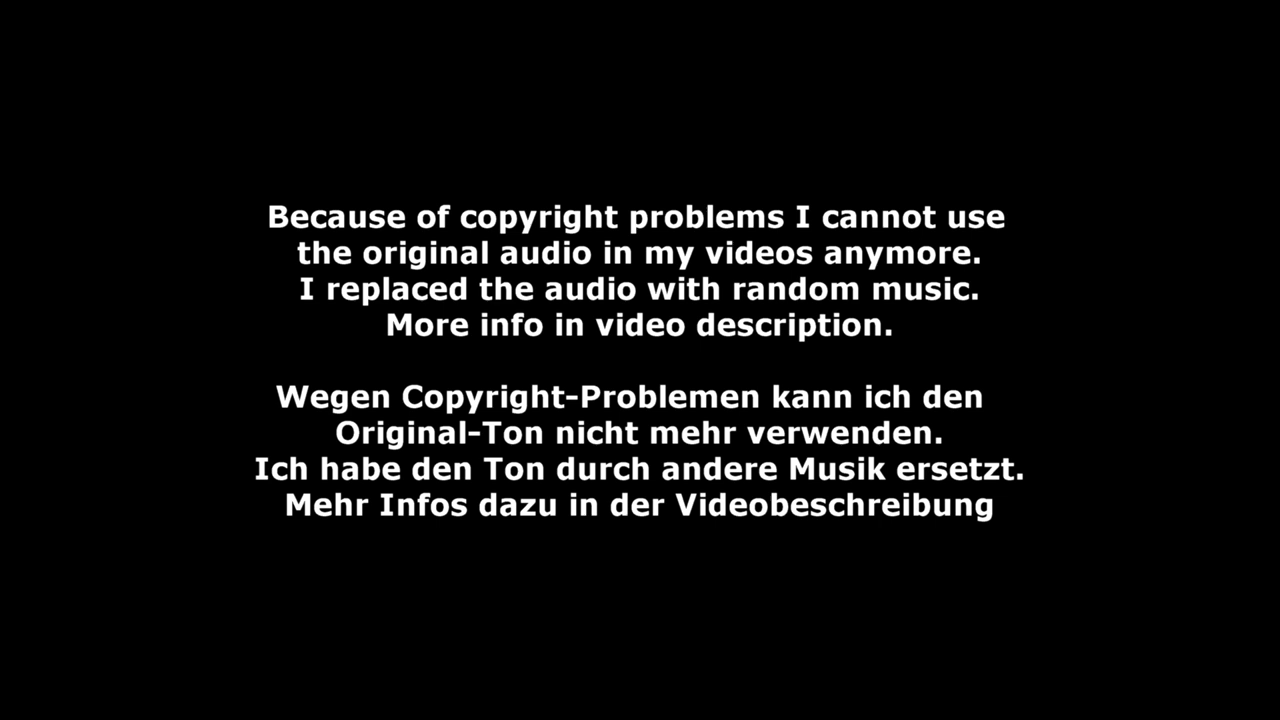 Because of copyright problems I cannot use
the original audio in my videos anymore.
I replaced the audio with random music.
More info in video description.
Wegen Copyright-Problemen kann ich den
Original-Ton nicht mehr verwenden.
Ich habe den Ton durch andere Musik ersetzt.
Mehr Infos dazu in der Videobeschreibung